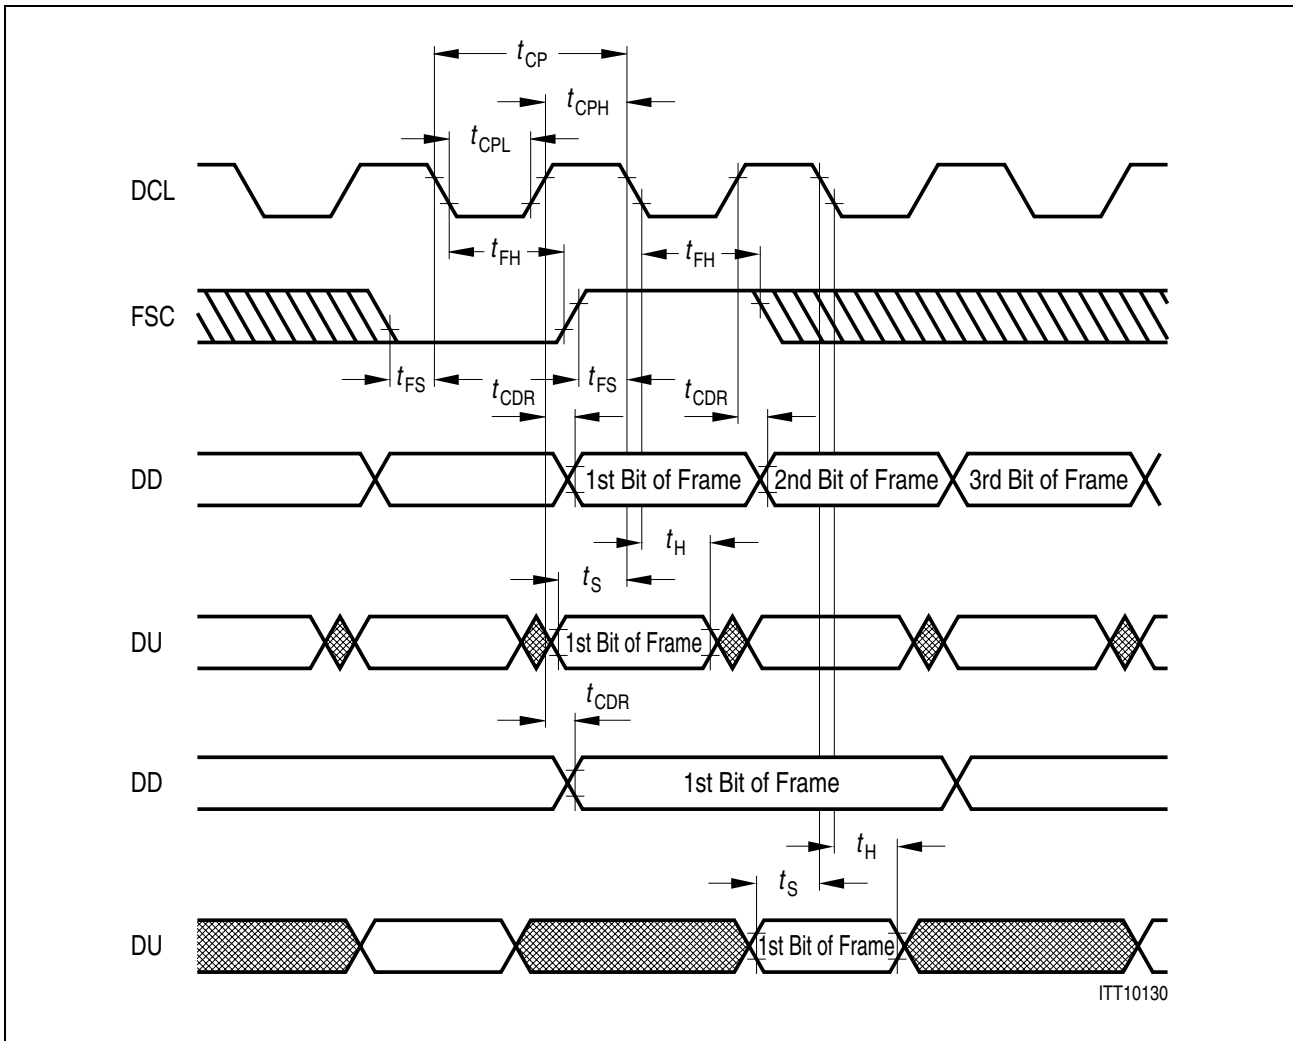 tCP
tCPH
tCPL
DCL
tFH tFH
FSC
tFS tCDR tFS tCDR
DD 1st Bit of Frame 2nd Bit of Frame 3rd Bit of Frame
tH
tS
DU 1st Bit of Frame
tCDR
DD 1st Bit of Frame
tH
tS
DU 1st Bit of Frame
ITT10130